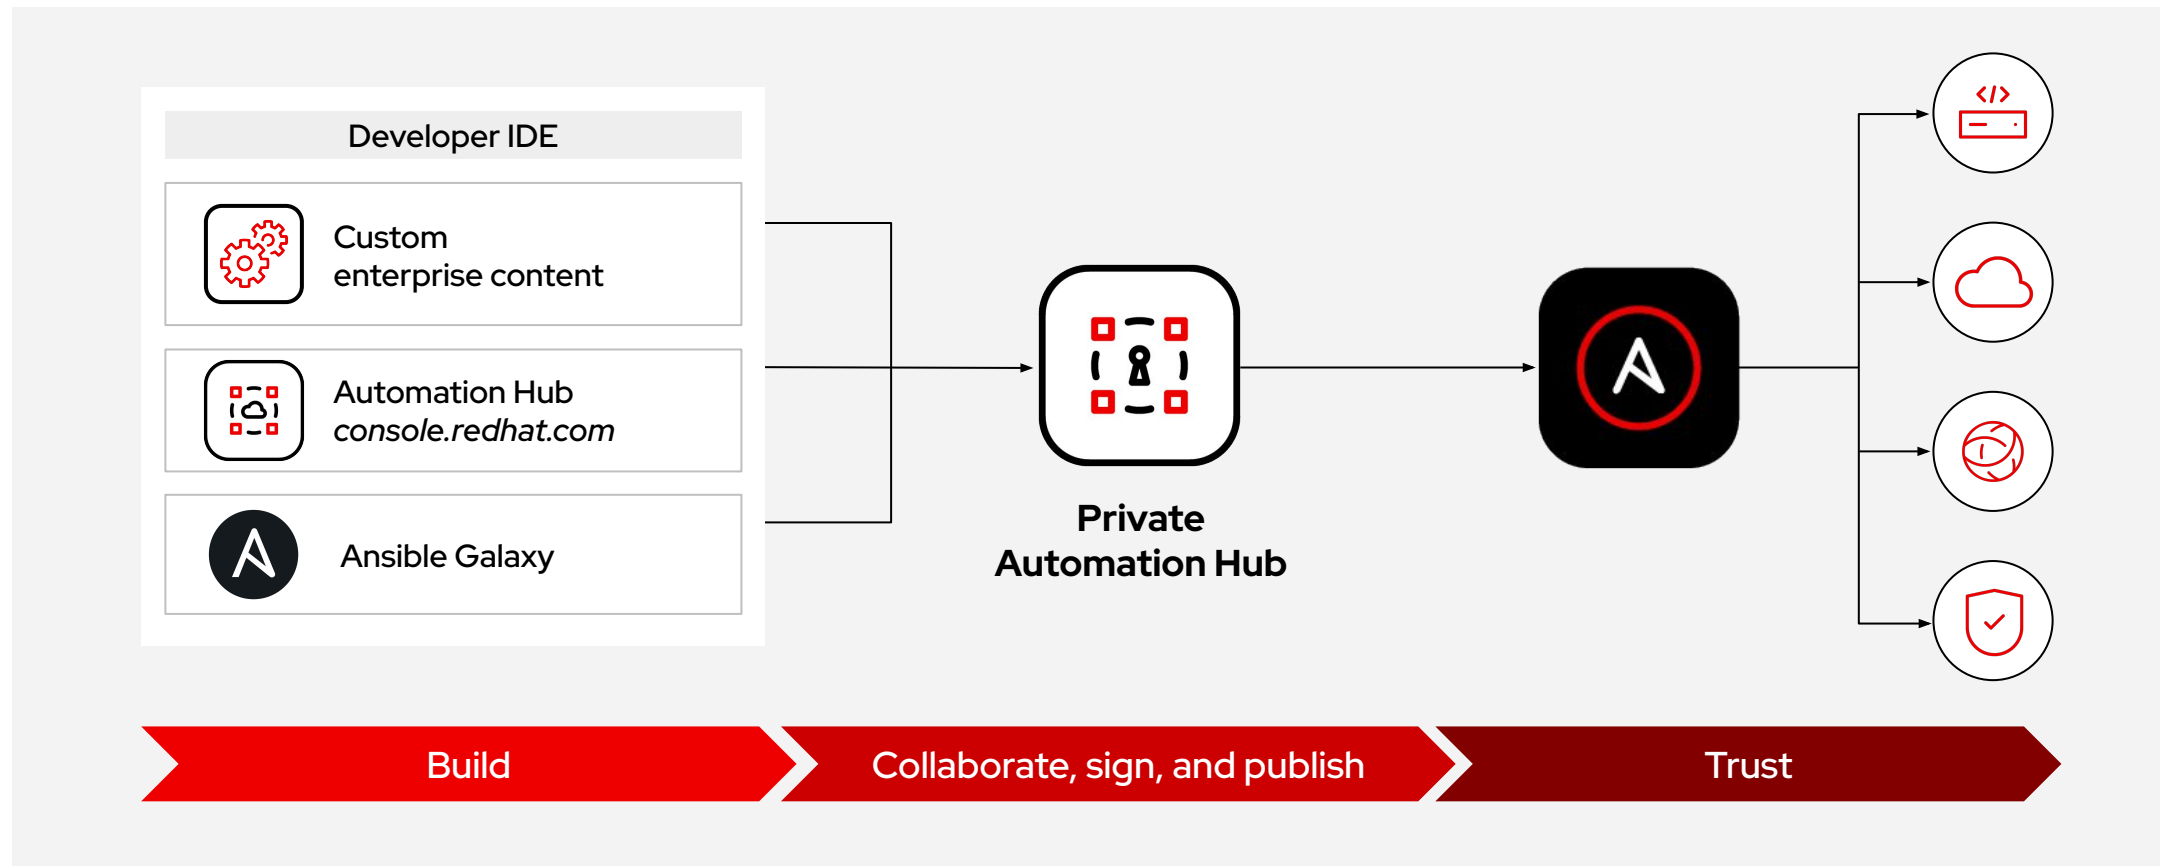 Developer IDE
Custom
enterprise content
Automation Hub
console.redhat.com
Ansible Galaxy
Private
Automation Hub
Build
Collaborate, sign, and publish
Trust